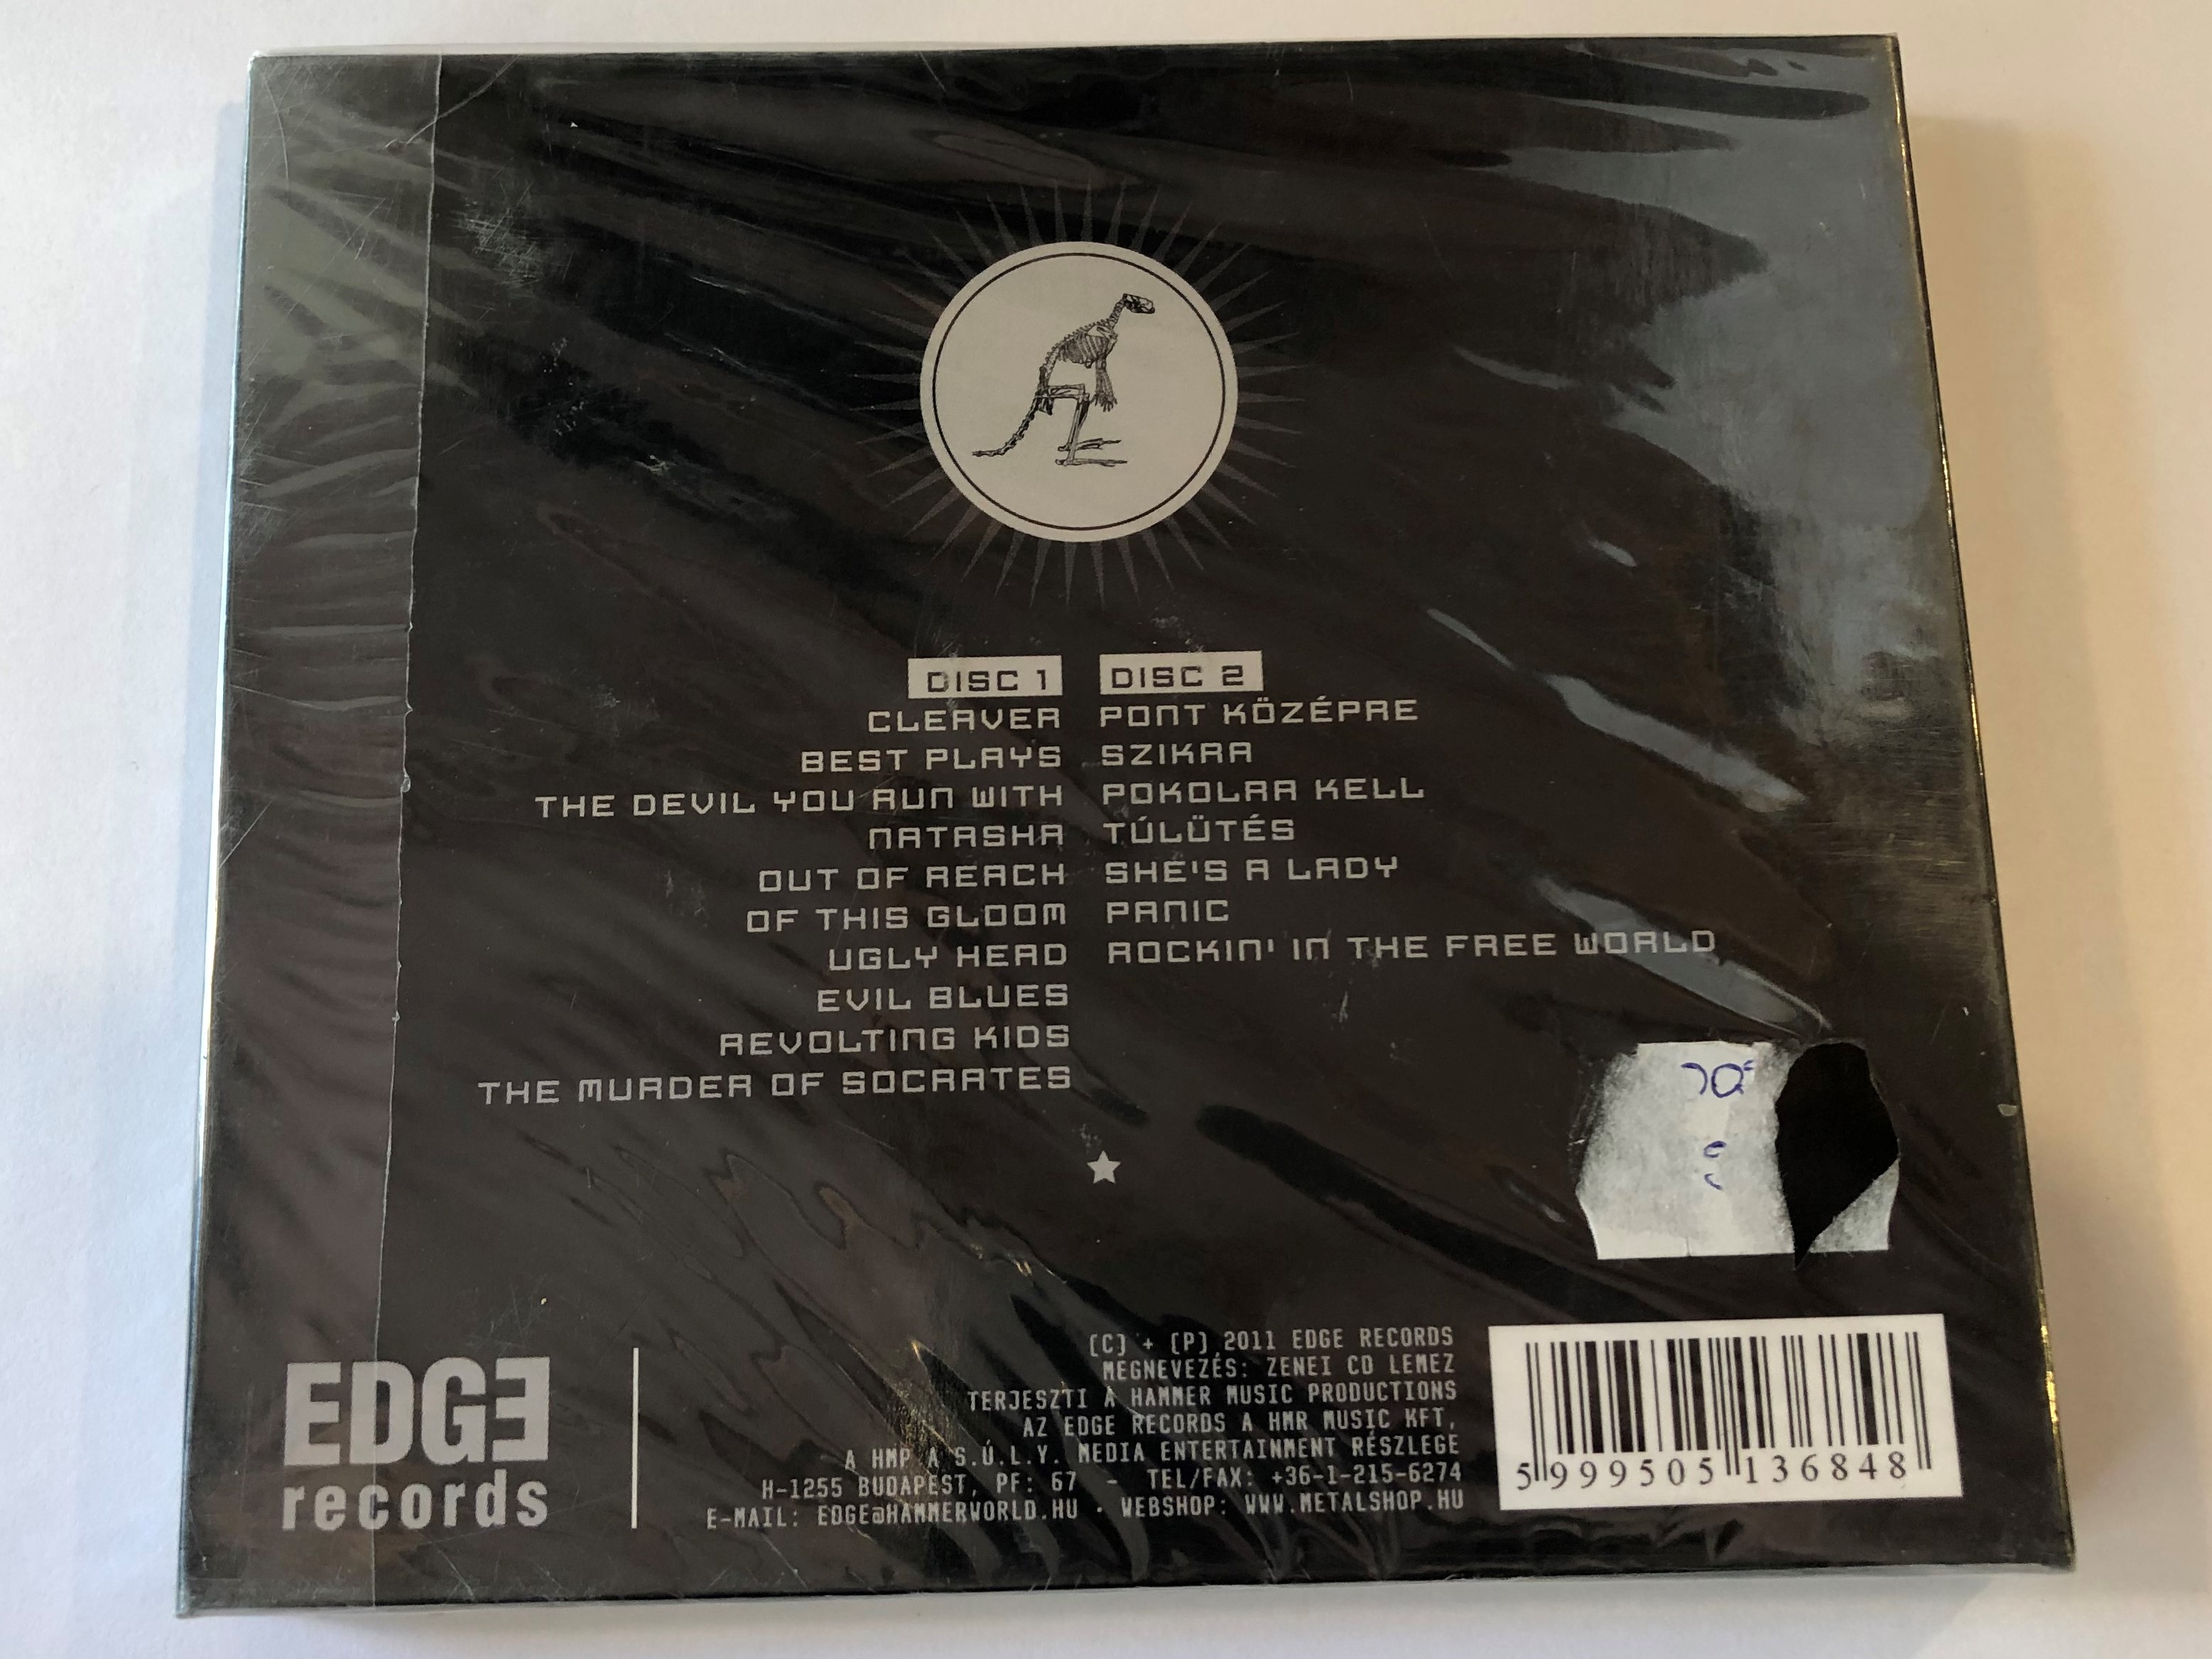 DISC 1
CLEAVER
BEST PLAYS
THE DEVIL YOU RUN WITH
NATASHA
OUT OF REACH
OF THIS GLOOM
UGLY HEAD
EVIL BLUES
REVOLTING KIDS
THE MURDER OF SOCRATES
DISC 2
PONT KÖZÉPRE
SZIKRA
POKOLRA KELL
TÚLÜTÉS
SHE'S A LADY
PANIC
ROCKIN' IN THE FREE WORLD
EDGE
records
(C) + (P) 2011 EDGE RECORDS
MEGNEVEZÉS: ZENEI CD LEMEZ
TERJESZTI A HAMMER MUSIC PRODUCTIONS
AZ EDGE RECORDS A HMR MUSIC KFT,
A HMP A S.Ú.L.Y. MEDIA ENTERTAINMENT RÉSZLEGE
H-1255 BUDAPEST, PF: 67 - TEL/FAX: +36-1-215-6274
E-MAIL: EDGE@HAMMERWORLD.HU · WEBSHOP: WWW.METALSHOP.HU
5 999505 136848